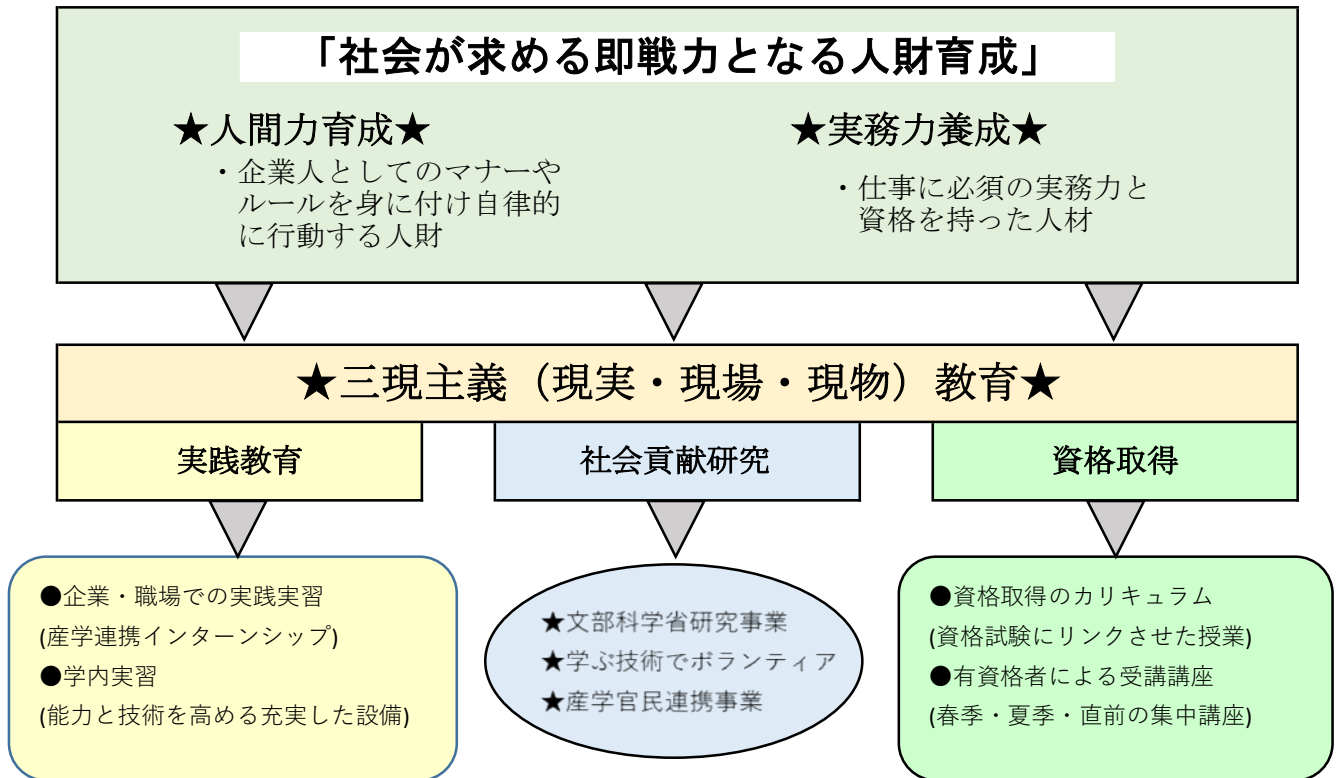 「社会が求める即戦力となる人財育成」
★人間力育成★
・企業人としてのマナーや
ルールを身に付け自律的
に行動する人財
★実務力養成★
・仕事に必須の実務力と
資格を持った人材
★三現主義（現実・現場・現物）教育★
実践教育
社会貢献研究
資格取得
●企業・職場での実践実習
(産学連携インターンシップ)
●学内実習
(能力と技術を高める充実した設備)
★文部科学省研究事業
★学ぶ技術でボランティア
★産学官民連携事業
●資格取得のカリキュラム
(資格試験にリンクさせた授業)
●有資格者による受講講座
(春季・夏季・直前の集中講座)